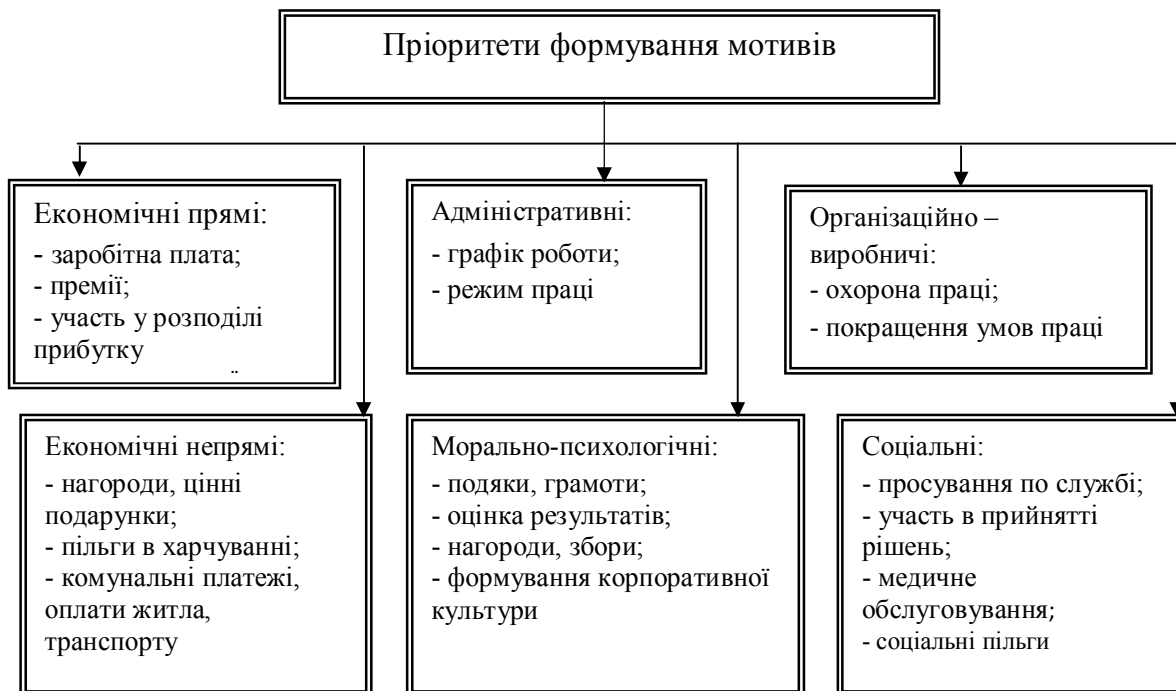 Пріоритети формування мотивів
Економічні прямі:
- заробітна плата;
- премії;
- участь у розподілі
прибутку
Адміністративні:
- графік роботи;
- режим праці
Організаційно –
виробничі:
- охорона праці;
- покращення умов праці
Економічні непрямі:
- нагороди, цінні
подарунки;
- пільги в харчуванні;
- комунальні платежі,
оплати житла,
транспорту
Морально-психологічні:
- подяки, грамоти;
- оцінка результатів;
- нагороди, збори;
- формування корпоративної
культури
Соціальні:
- просування по службі;
- участь в прийнятті
рішень;
- медичне
обслуговування;
- соціальні пільги